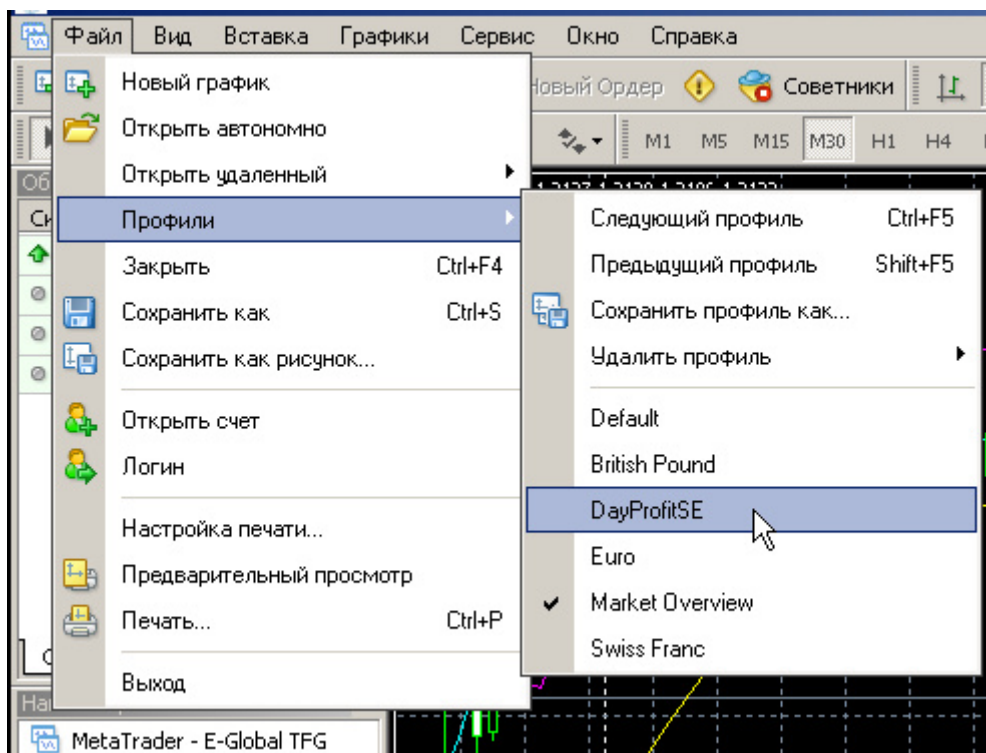 Файл Вид Вставка Графики Сервис Окно Справка
Новый график
Новый Ордер Советники
Открыть автономно
M1 M5 M15 M30 H1 H4
Открыть удаленный
Профили
Следующий профиль Ctrl+F5
Закрыть Ctrl+F4
Предыдущий профиль Shift+F5
Сохранить как Ctrl+S
Сохранить профиль как...
Сохранить как рисунок...
Удалить профиль
Открыть счет
Default
Логин
British Pound
DayProfitSE
Настройка печати...
Euro
Предварительный просмотр
Market Overview
Печать... Ctrl+P
Swiss Franc
Выход
MetaTrader - E-Global TFG